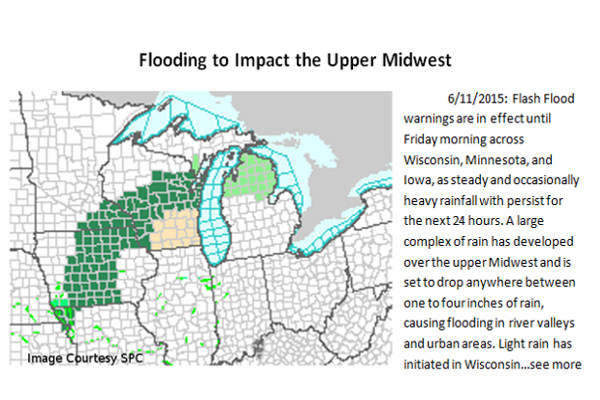 Flooding to Impact the Upper Midwest
6/11/2015: Flash Flood
warnings are in effect until
Friday morning across
Wisconsin, Minnesota, and
Iowa, as steady and occasionally
heavy rainfall with persist for
the next 24 hours. A large
complex of rain has developed
over the upper Midwest and is
set to drop anywhere between
one to four inches of rain,
causing flooding in river valleys
and urban areas. Light rain has
initiated in Wisconsin...see more
Image Courtesy SPC